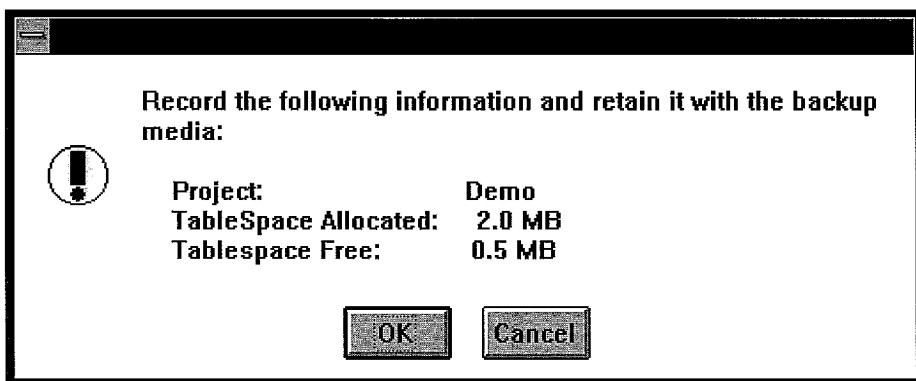 Record the following information and retain it with the backup
media:
Project: Demo
TableSpace Allocated: 2.0 MB
Tablespace Free: 0.5 MB
OK Cancel